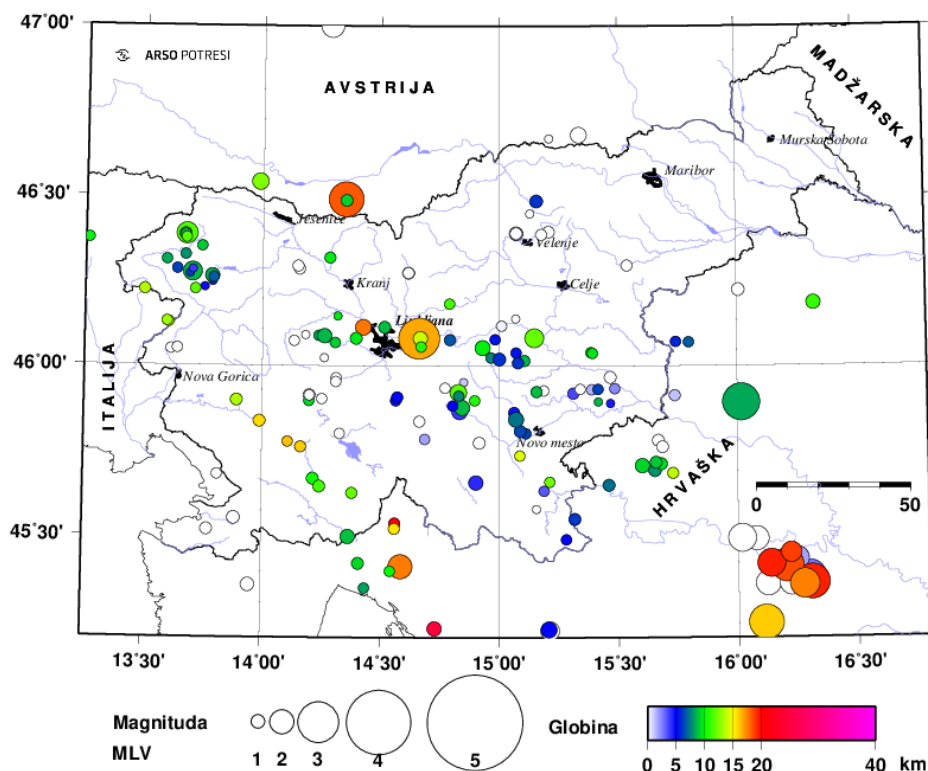 47˚00'
ARSO POTRESI
AVSTRIJA
MADŽARSKA
Murska Sobota
Maribor
46˚30'
Jesenice
Velenje
Kranj
Celje
Ljubljana
46˚00'
Nova Gorica
ITALIJA
Novo mesto
HRVAŠKA
0 50
45˚30'
13˚30' 14˚00' 14˚30' 15˚00' 15˚30' 16˚00' 16˚30'
Magnituda
MLV
1 2 3 4 5
Globina
0 5 10 15 20 40 km